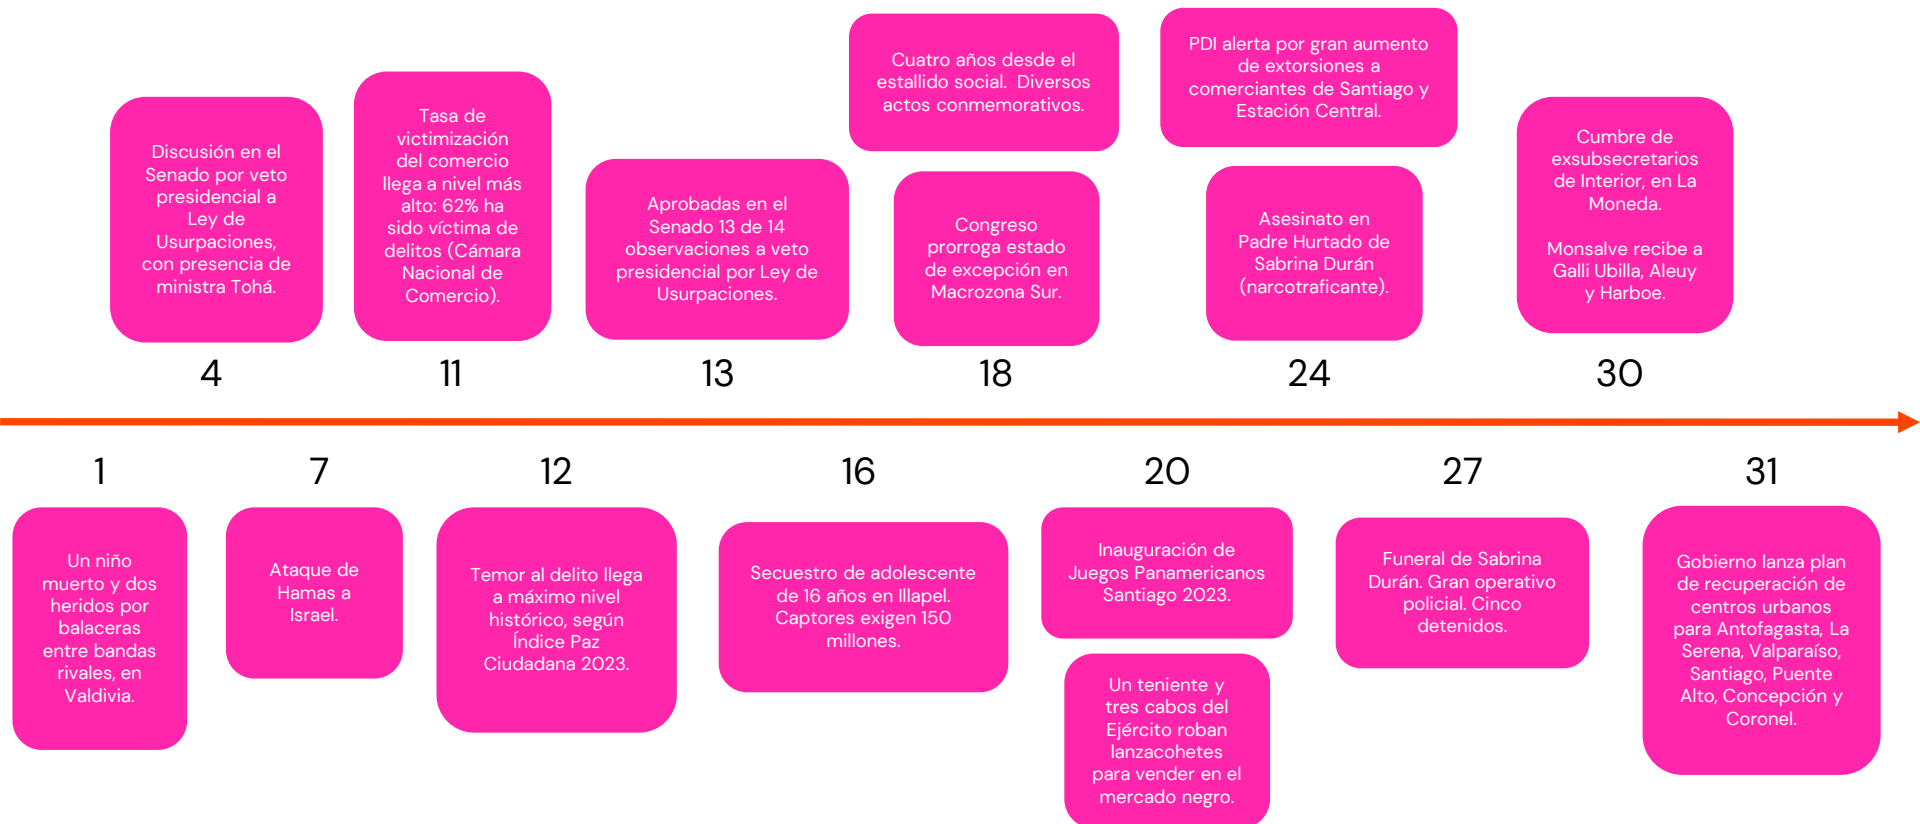 Discusión en el
Senado por veto
presidencial a
Ley de
Usurpaciones,
con presencia de
ministra Tohá.
4
Tasa de
victimización
del comercio
llega a nivel más
alto: 62% ha
sido víctima de
delitos (Cámara
Nacional de
Comercio).
11
Aprobadas en el
Senado 13 de 14
observaciones a veto
presidencial por Ley de
Usurpaciones.
13
Cuatro años desde el
estallido social. Diversos
actos conmemorativos.
Congreso
prorroga estado
de excepción en
Macrozona Sur.
18
PDI alerta por gran aumento
de extorsiones a
comerciantes de Santiago y
Estación Central.
Asesinato en
Padre Hurtado de
Sabrina Durán
(narcotraficante).
24
Cumbre de
exsubsecretarios
de Interior, en La
Moneda.
Monsalve recibe a
Galli Ubilla, Aleuy
y Harboe.
30
1
Un niño
muerto y dos
heridos por
balaceras
entre bandas
rivales, en
Valdivia.
7
Ataque de
Hamas a
Israel.
12
Temor al delito llega
a máximo nivel
histórico, según
Índice Paz
Ciudadana 2023.
16
Secuestro de adolescente
de 16 años en Illapel.
Captores exigen 150
millones.
20
Inauguración de
Juegos Panamericanos
Santiago 2023.
Un teniente y
tres cabos del
Ejército roban
lanzacohetes
para vender en el
mercado negro.
27
Funeral de Sabrina
Durán. Gran operativo
policial. Cinco
detenidos.
31
Gobierno lanza plan
de recuperación de
centros urbanos
para Antofagasta, La
Serena, Valparaíso,
Santiago, Puente
Alto, Concepción y
Coronel.